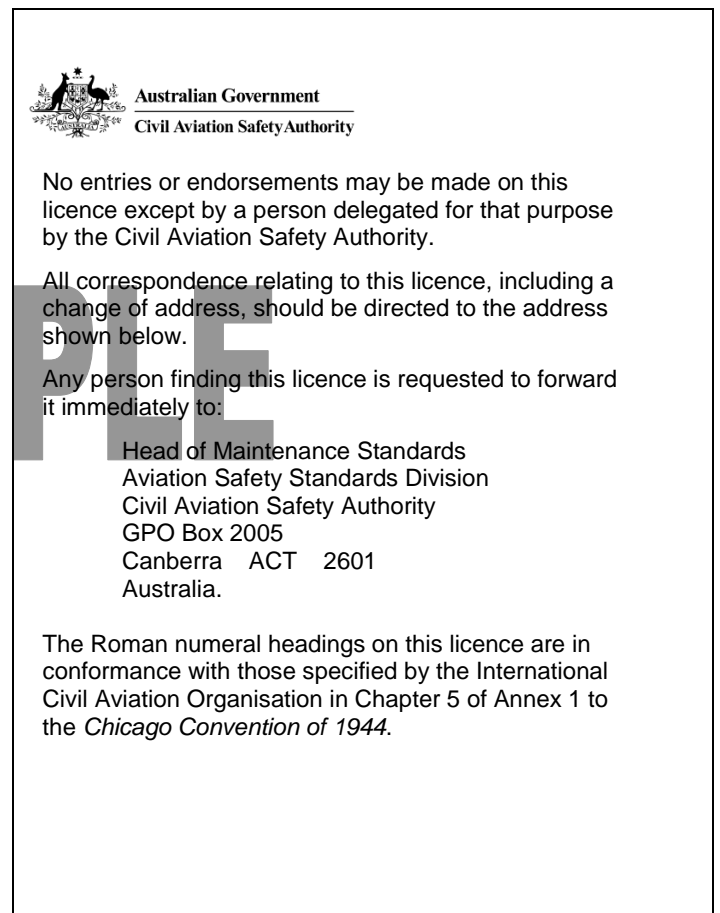 Australian Government
Civil Aviation Safety Authority
No entries or endorsements may be made on this
licence except by a person delegated for that purpose
by the Civil Aviation Safety Authority.
All correspondence relating to this licence, including a
change of address, should be directed to the address
shown below.
PLE
Any person finding this licence is requested to forward
it immediately to:
Head of Maintenance Standards
Aviation Safety Standards Division
Civil Aviation Safety Authority
GPO Box 2005
Canberra ACT 2601
Australia.
The Roman numeral headings on this licence are in
conformance with those specified by the International
Civil Aviation Organisation in Chapter 5 of Annex 1 to
the Chicago Convention of 1944.